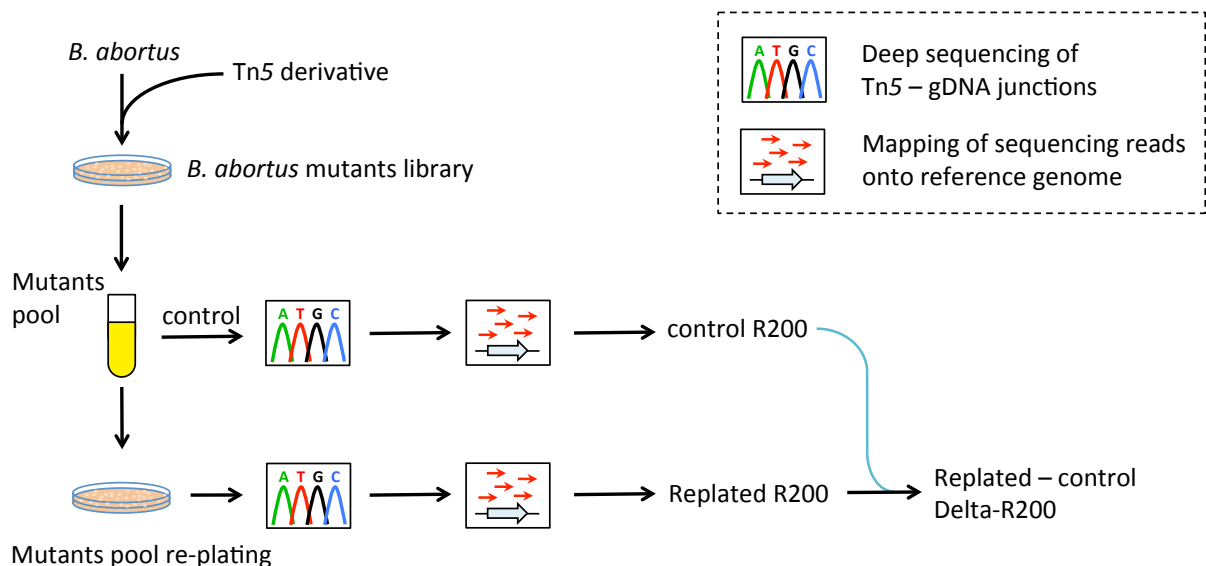 B. abortus
Tn5 derivative
B. abortus mutants library
Mutants
pool
control
A T G C
control R200
A T G C
Replated R200
Replated – control
Delta-R200
Mutants pool re-plating
A T G C
Deep sequencing of
Tn5 – gDNA junctions
Mapping of sequencing reads
onto reference genome